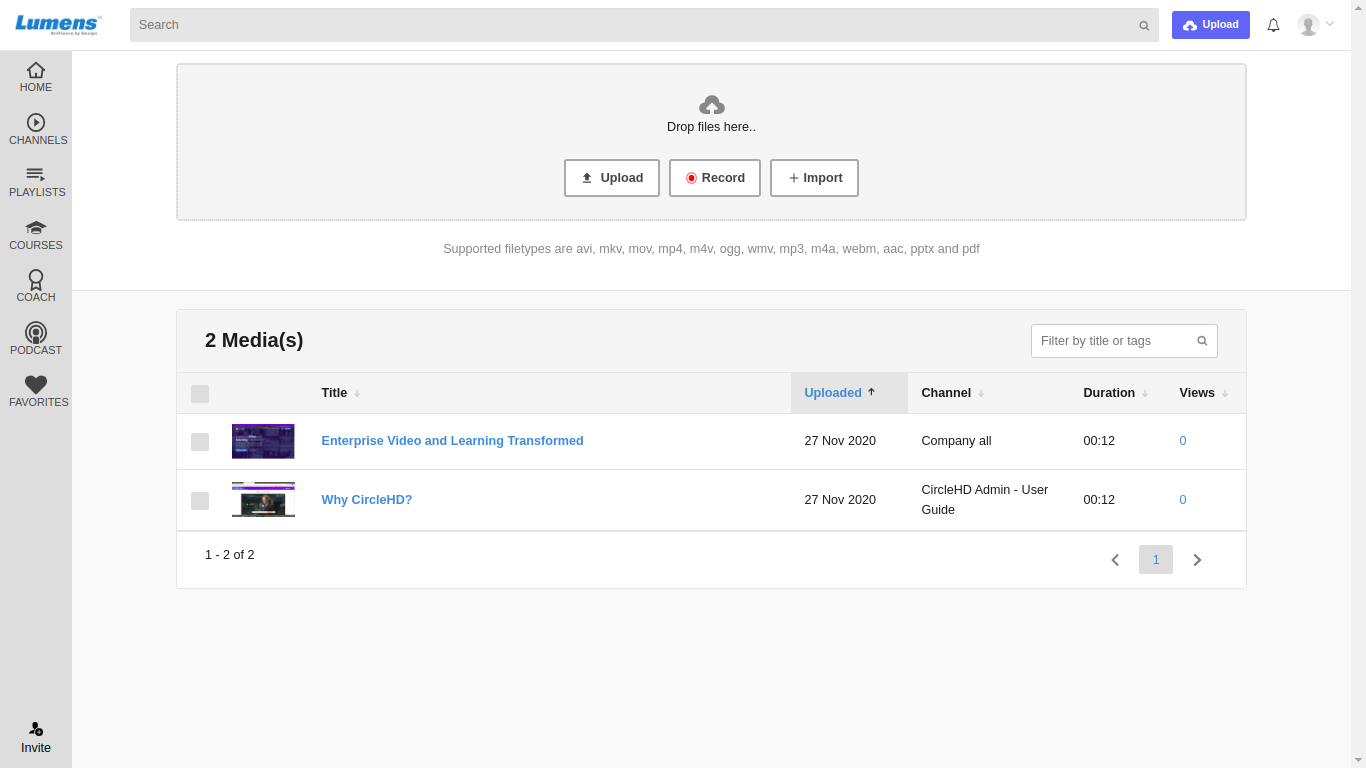 Lumens
Brilliance by Design
Search
Upload
HOME
CHANNELS
PLAYLISTS
COURSES
COACH
PODCAST
FAVORITES
Invite
Drop files here..
Upload
Record
Import
Supported filetypes are avi, mkv, mov, mp4, m4v, ogg, wmv, mp3, m4a, webm, aac, pptx and pdf
2 Media(s)
Filter by title or tags
Title Uploaded Channel Duration Views
Enterprise Video and Learning Transformed 27 Nov 2020 Company all 00:12 0
Why CircleHD? 27 Nov 2020 CircleHD Admin - User 00:12 0
Guide
1 - 2 of 2
1